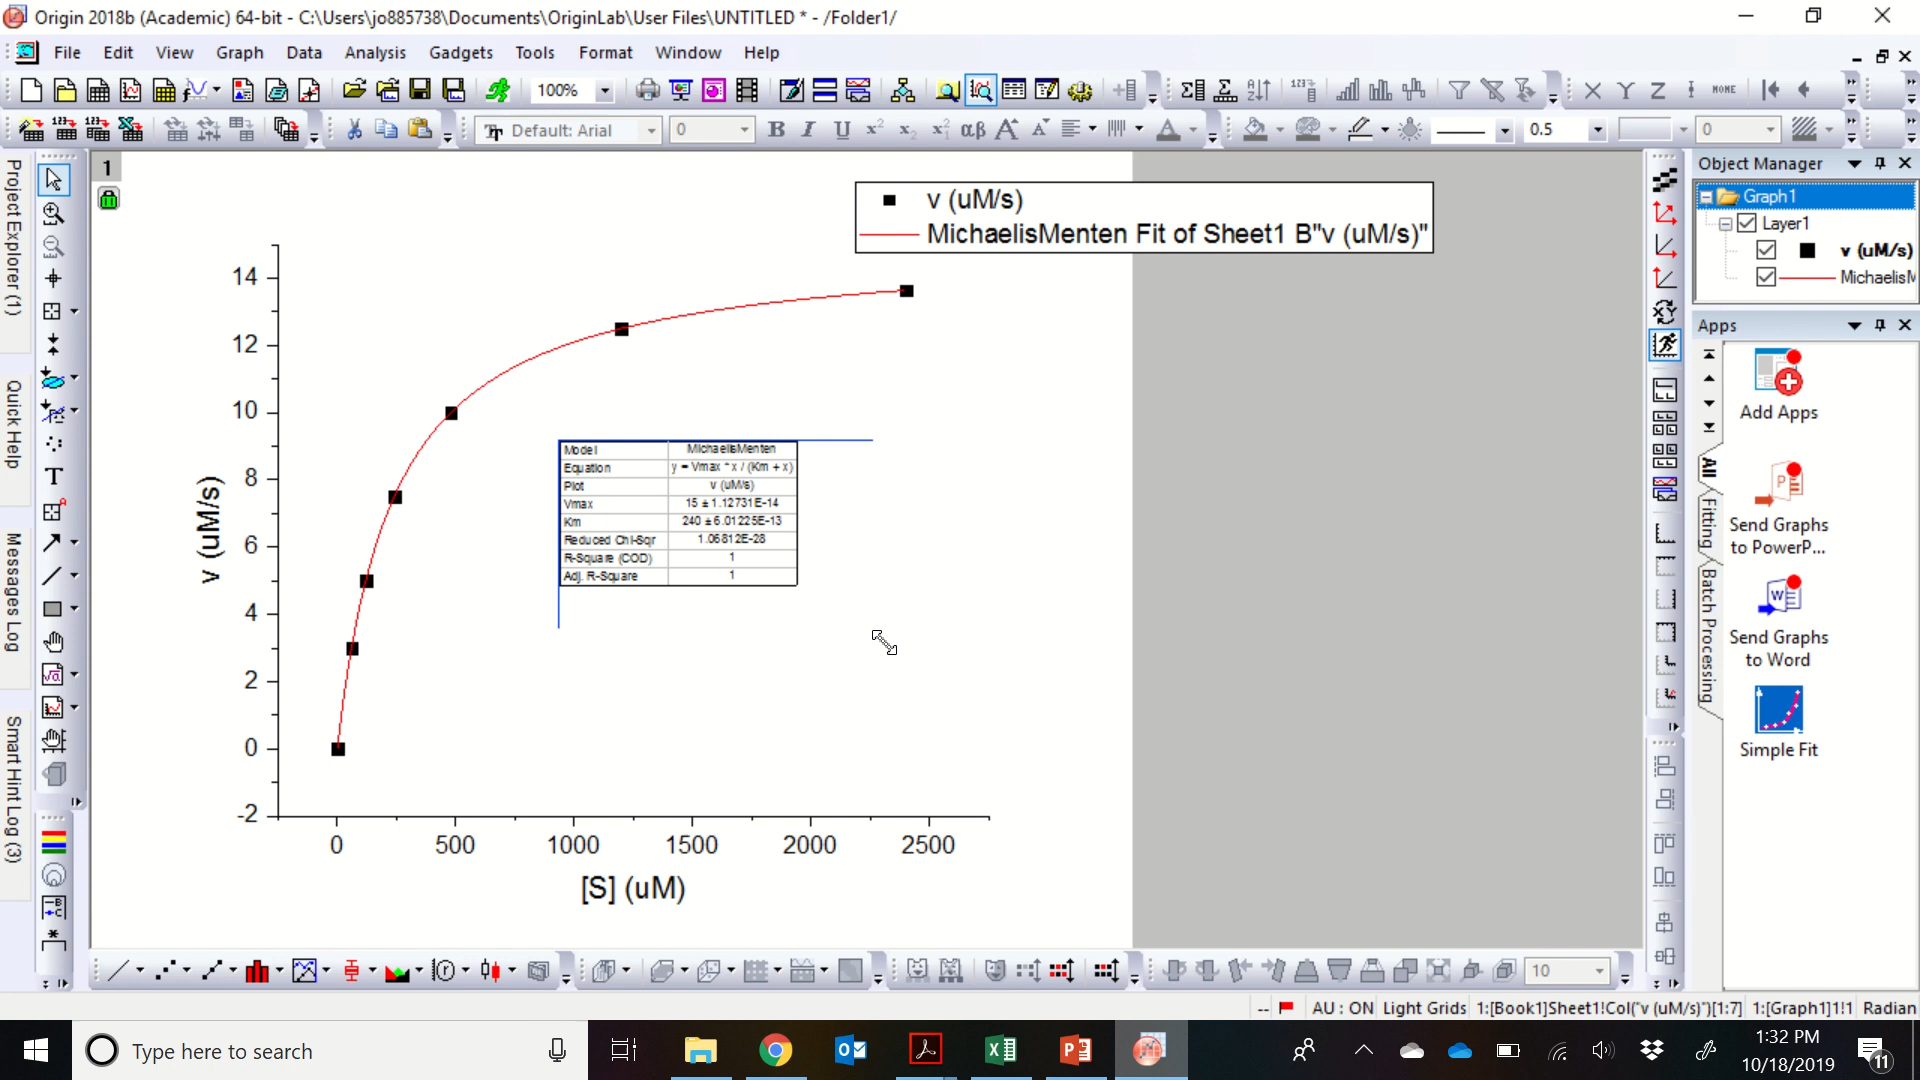 Origin 2018b (Academic) 64-bit - C:\Users\jo885738\Documents\OriginLab\User Files\UNTITLED * - /Folder1/
File Edit View Graph Data Analysis Gadgets Tools Format Window Help
100%
HOME
Default: Arial 0 B I U αβ 0.5 0
Project Explorer (1)
Quick Help
Messages Log
Smart Hint Log (3)
1
v (uM/s)
MichaelisMenten Fit of Sheet1 B"v (uM/s)"
14
12
10
8
6
4
2
0
-2
v (uM/s)
Model MichaelisMenten
Equation y = Vmax * x / (Km + x)
Plot v (uM/s)
Vmax 15 ± 1.12731E-14
Km 240 ± 6.01225E-13
Reduced Chi-Sqr 1.06812E-28
R-Square (COD) 1
Adj. R-Square 1
0 500 1000 1500 2000 2500
[S] (uM)
Object Manager
Graph1
Layer1
v (uM/s)
MichaelisM
Apps
All
Fitting
Batch Processing
Add Apps
Send Graphs
to PowerP...
Send Graphs
to Word
Simple Fit
10
-- AU : ON Light Grids 1:[Book1]Sheet1!Col("v (uM/s)")[1:7] 1:[Graph1]1!1 Radian
Type here to search
1:32 PM
10/18/2019
11